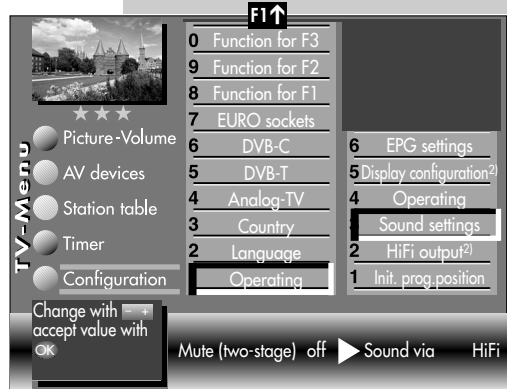 F1↑
TV-Menu
Picture-Volume
AV devices
Station table
Timer
Configuration
0 Function for F3
9 Function for F2
8 Function for F1
7 EURO sockets
6 DVB-C
5 DVB-T
4 Analog-TV
3 Country
2 Language
Operating
6 EPG settings
5 Display configuration2)
4 Operating
3 Sound settings
2 HiFi output2)
1 Init. prog.position
Change with - +
accept value with
OK
Mute (two-stage) off ▶ Sound via HiFi